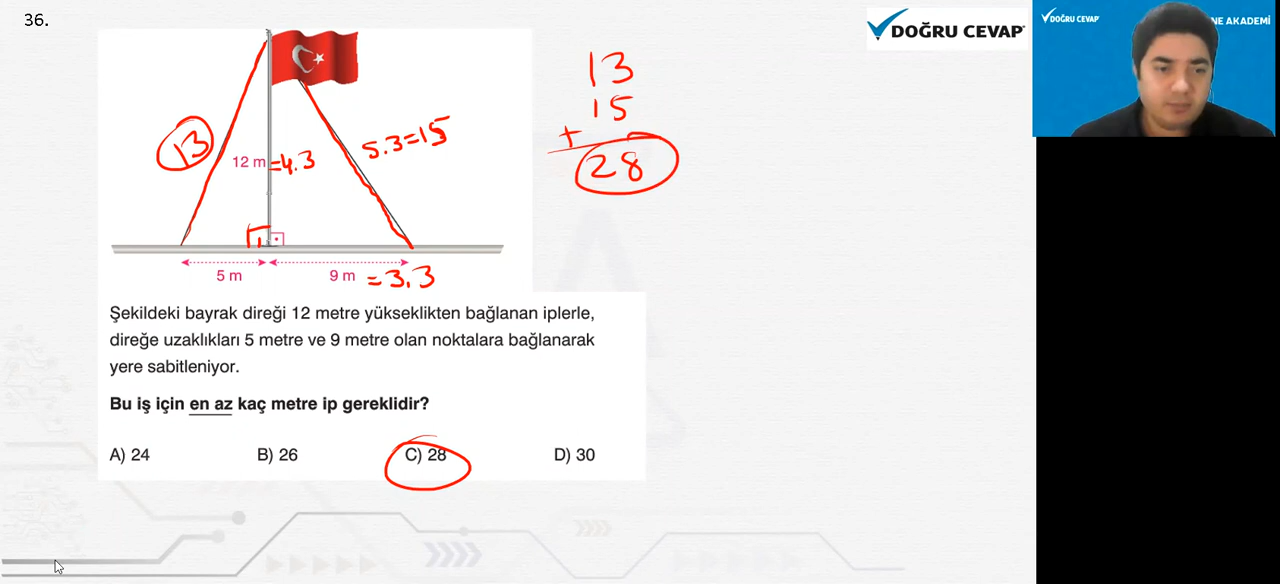 36.
DOĞRU CEVAP
DOĞRU CEVAP
NE AKADEMİ
13
15
+
28
13
12 m =4.3
5.3=15
5 m
9 m = 3.3
Şekildeki bayrak direği 12 metre yükseklikten bağlanan iplerle,
direğe uzaklıkları 5 metre ve 9 metre olan noktalara bağlanarak
yere sabitleniyor.
Bu iş için en az kaç metre ip gereklidir?
A) 24
B) 26
C) 28
D) 30